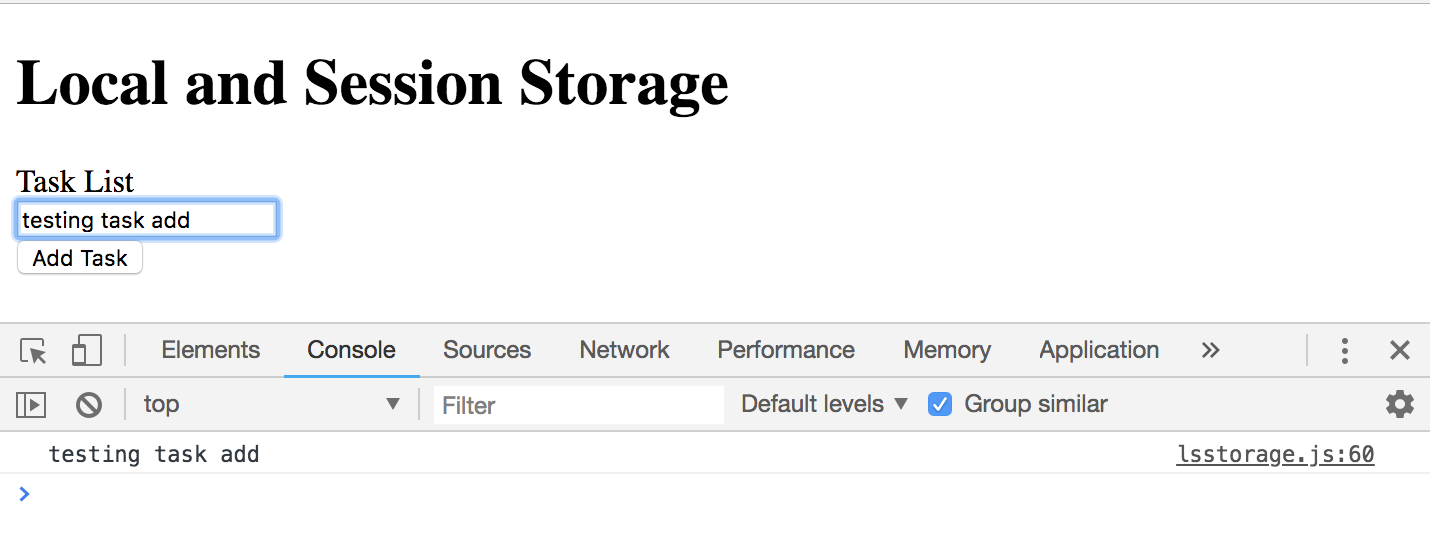 Local and Session Storage
Task List
testing task add
Add Task
Elements Console Sources Network Performance Memory Application
top Filter Default levels Group similar
testing task add lsstorage.js:60